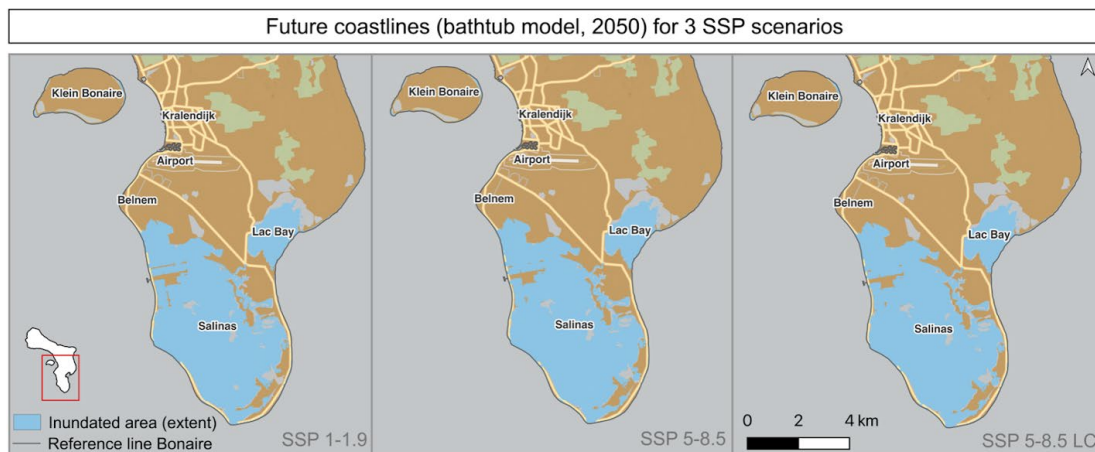 Future coastlines (bathtub model, 2050) for 3 SSP scenarios
Klein Bonaire
Kralendijk
Airport
Belnem
Lac Bay
Salinas
Inundated area (extent)
Reference line Bonaire
SSP 1-1.9
Klein Bonaire
Kralendijk
Airport
Belnem
Lac Bay
Salinas
SSP 5-8.5
Klein Bonaire
Kralendijk
Airport
Belnem
Lac Bay
Salinas
0 2 4 km
SSP 5-8.5 LC